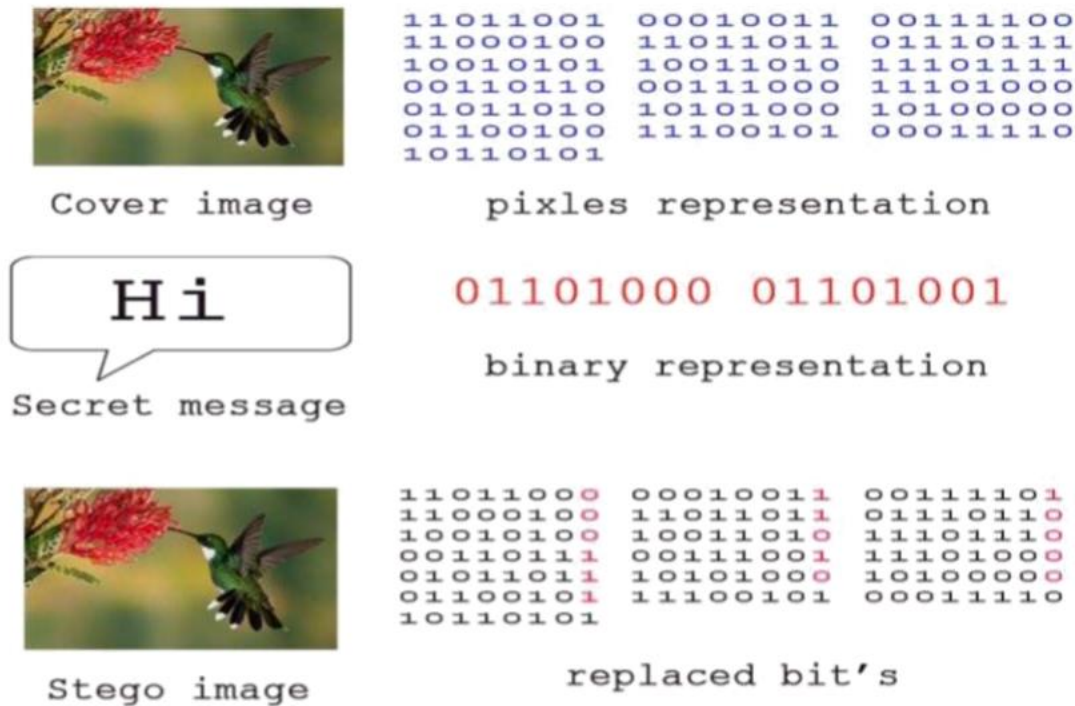 11011001 00010011 00111100
11000100 11011011 01110111
10010101 10011010 11101111
00110110 00111000 11101000
01011010 10101000 10100000
01100100 11100101 00011110
10110101
Cover image pixles representation
Hi 01101000 01101001
binary representation
Secret message
11011000 00010011 00111101
11000100 11011011 01110110
10010100 10011010 11101110
00110111 00111001 11101000
01011011 10101000 10100000
01100101 11100101 00011110
10110101
Stego image replaced bit’s